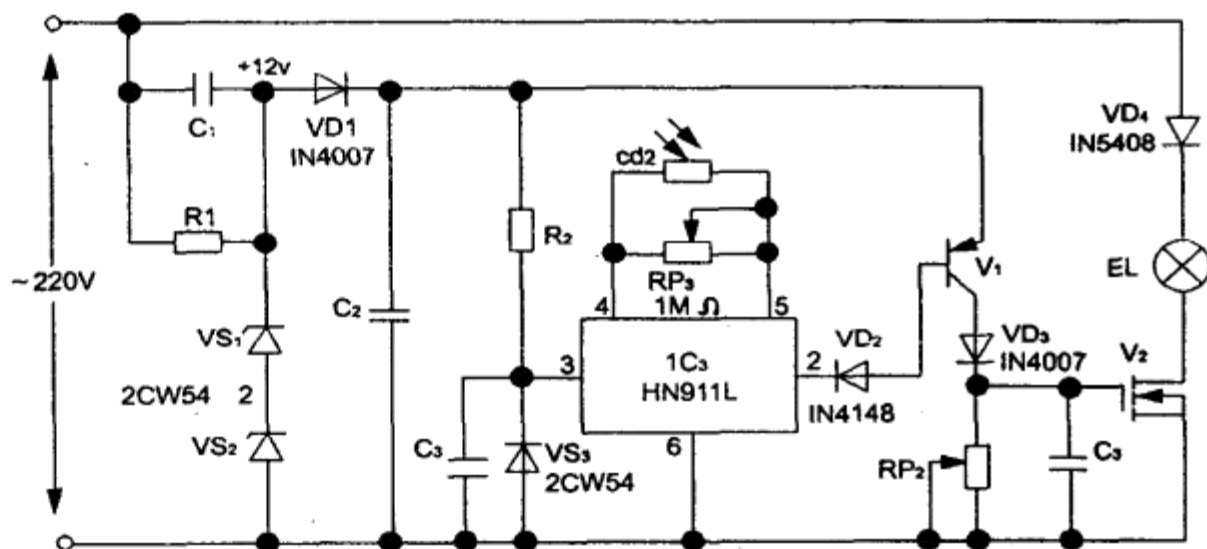 +12v
C₁
VD1
IN4007
R1
~220V
VS₁
2CW54 2
VS₂
C₂
R₂
cd₂
RP₃
1M Ω
4
5
3
1C₃
HN911L
2
6
C₃
VS₃
2CW54
VD₂
IN4148
V₁
VD₃
IN4007
RP₂
C₃
VD₄
IN5408
EL
V₂